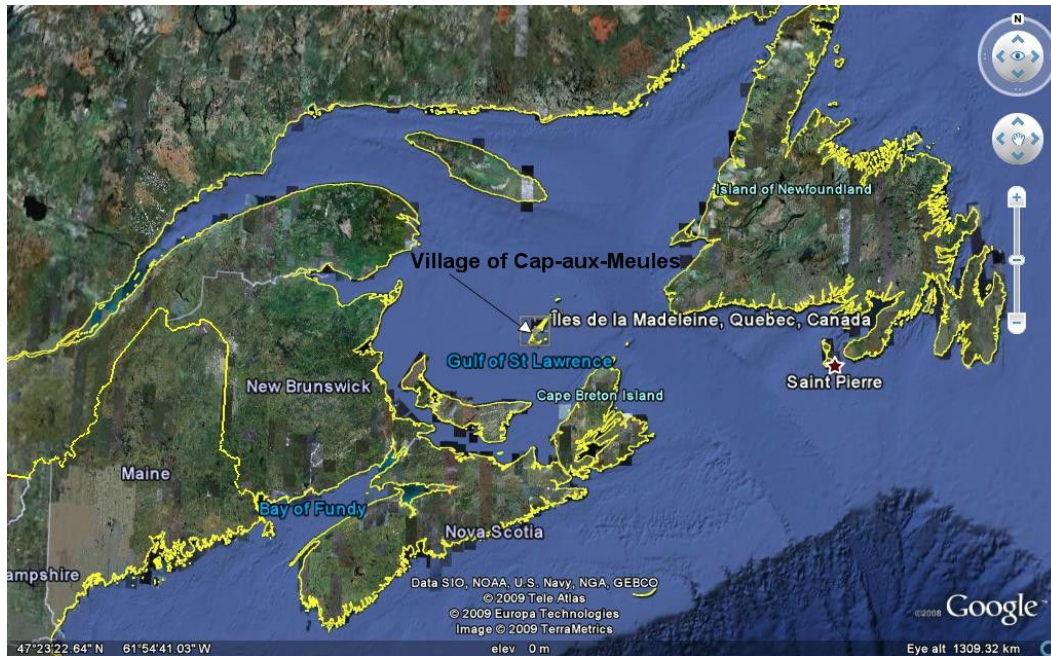 N
Island of Newfoundland
Village of Cap-aux-Meules
Îles de la Madeleine, Quebec, Canada
Gulf of St Lawrence
Saint Pierre
New Brunswick
Cape Breton Island
Maine
Bay of Fundy
Nova Scotia
ampshire
Data SIO, NOAA, U.S. Navy, NGA, GEBCO
© 2009 Tele Atlas
© 2009 Europa Technologies
Image © 2009 TerraMetrics
©2008 Google™
47°23'22.64" N 61°54'41.03" W elev 0 m Eye alt 1309.32 km